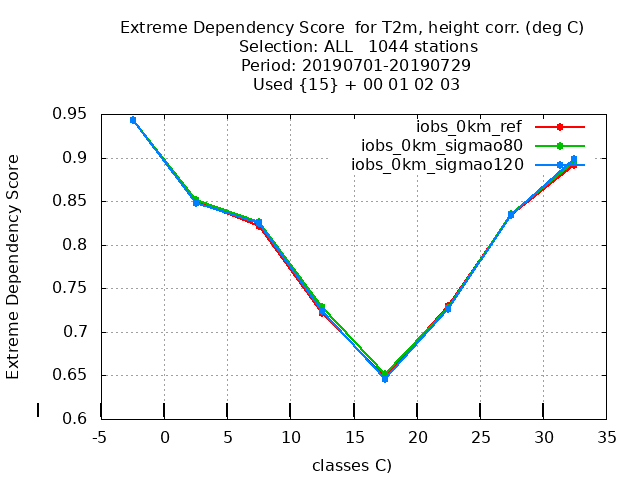 Extreme Dependency Score  for T2m, height corr. (deg C)
Selection: ALL   1044 stations
Period: 20190701-20190729
Used {15} + 00 01 02 03
iobs_0km_ref
iobs_0km_sigmao80
iobs_0km_sigmao120
Extreme Dependency Score
0.95
0.9
0.85
0.8
0.75
0.7
0.65
0.6
-5 0 5 10 15 20 25 30 35
classes C)